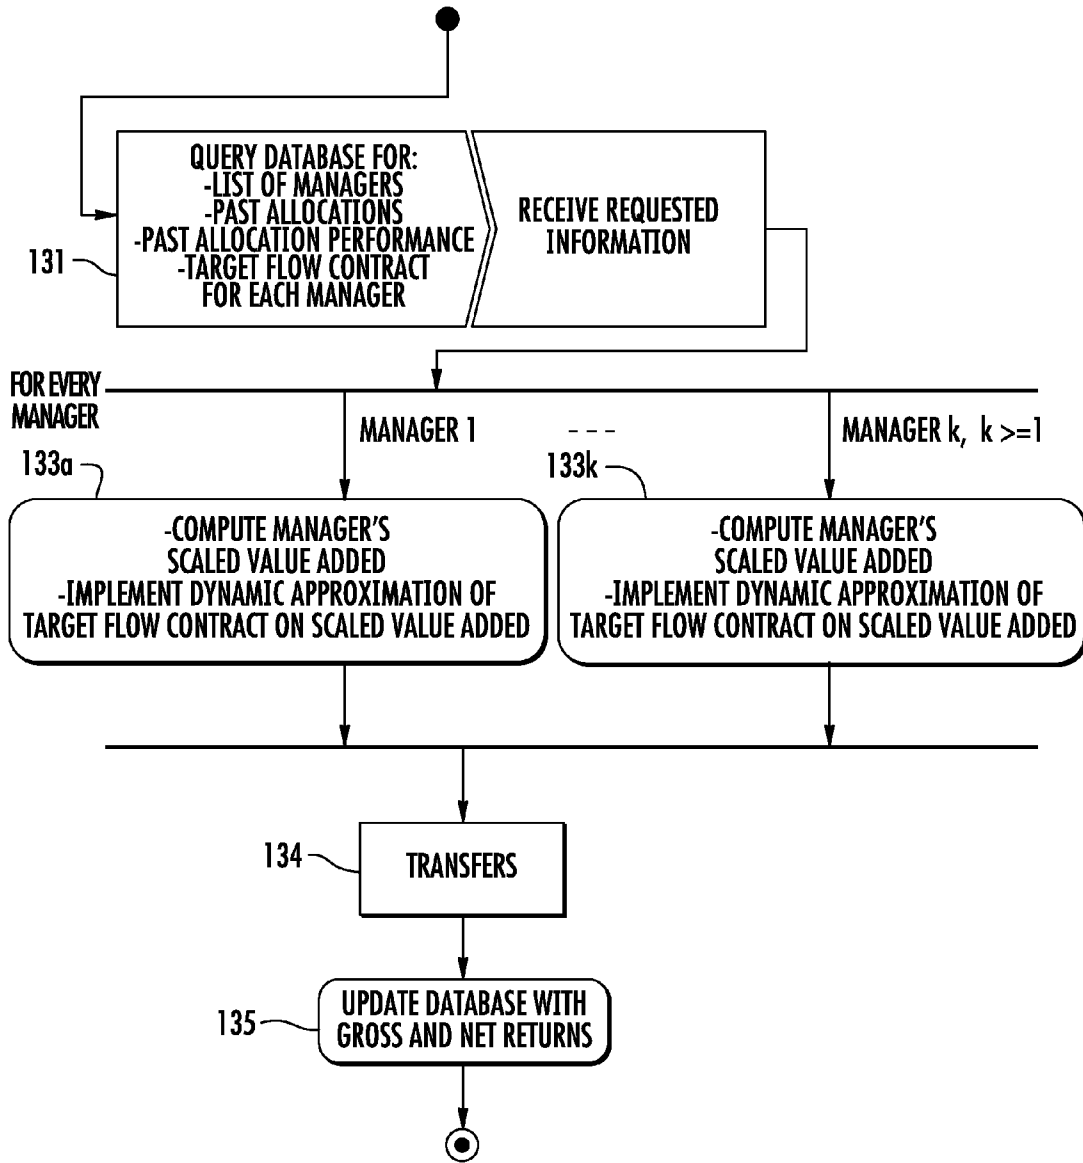 QUERY DATABASE FOR:
-LIST OF MANAGERS
-PAST ALLOCATIONS
-PAST ALLOCATION PERFORMANCE
-TARGET FLOW CONTRACT
FOR EACH MANAGER
RECEIVE REQUESTED
INFORMATION
131
FOR EVERY
MANAGER
MANAGER 1
- - -
MANAGER k, k >=1
133a
133k
-COMPUTE MANAGER'S
SCALED VALUE ADDED
-IMPLEMENT DYNAMIC APPROXIMATION OF
TARGET FLOW CONTRACT ON SCALED VALUE ADDED
-COMPUTE MANAGER'S
SCALED VALUE ADDED
-IMPLEMENT DYNAMIC APPROXIMATION OF
TARGET FLOW CONTRACT ON SCALED VALUE ADDED
134
TRANSFERS
135
UPDATE DATABASE WITH
GROSS AND NET RETURNS